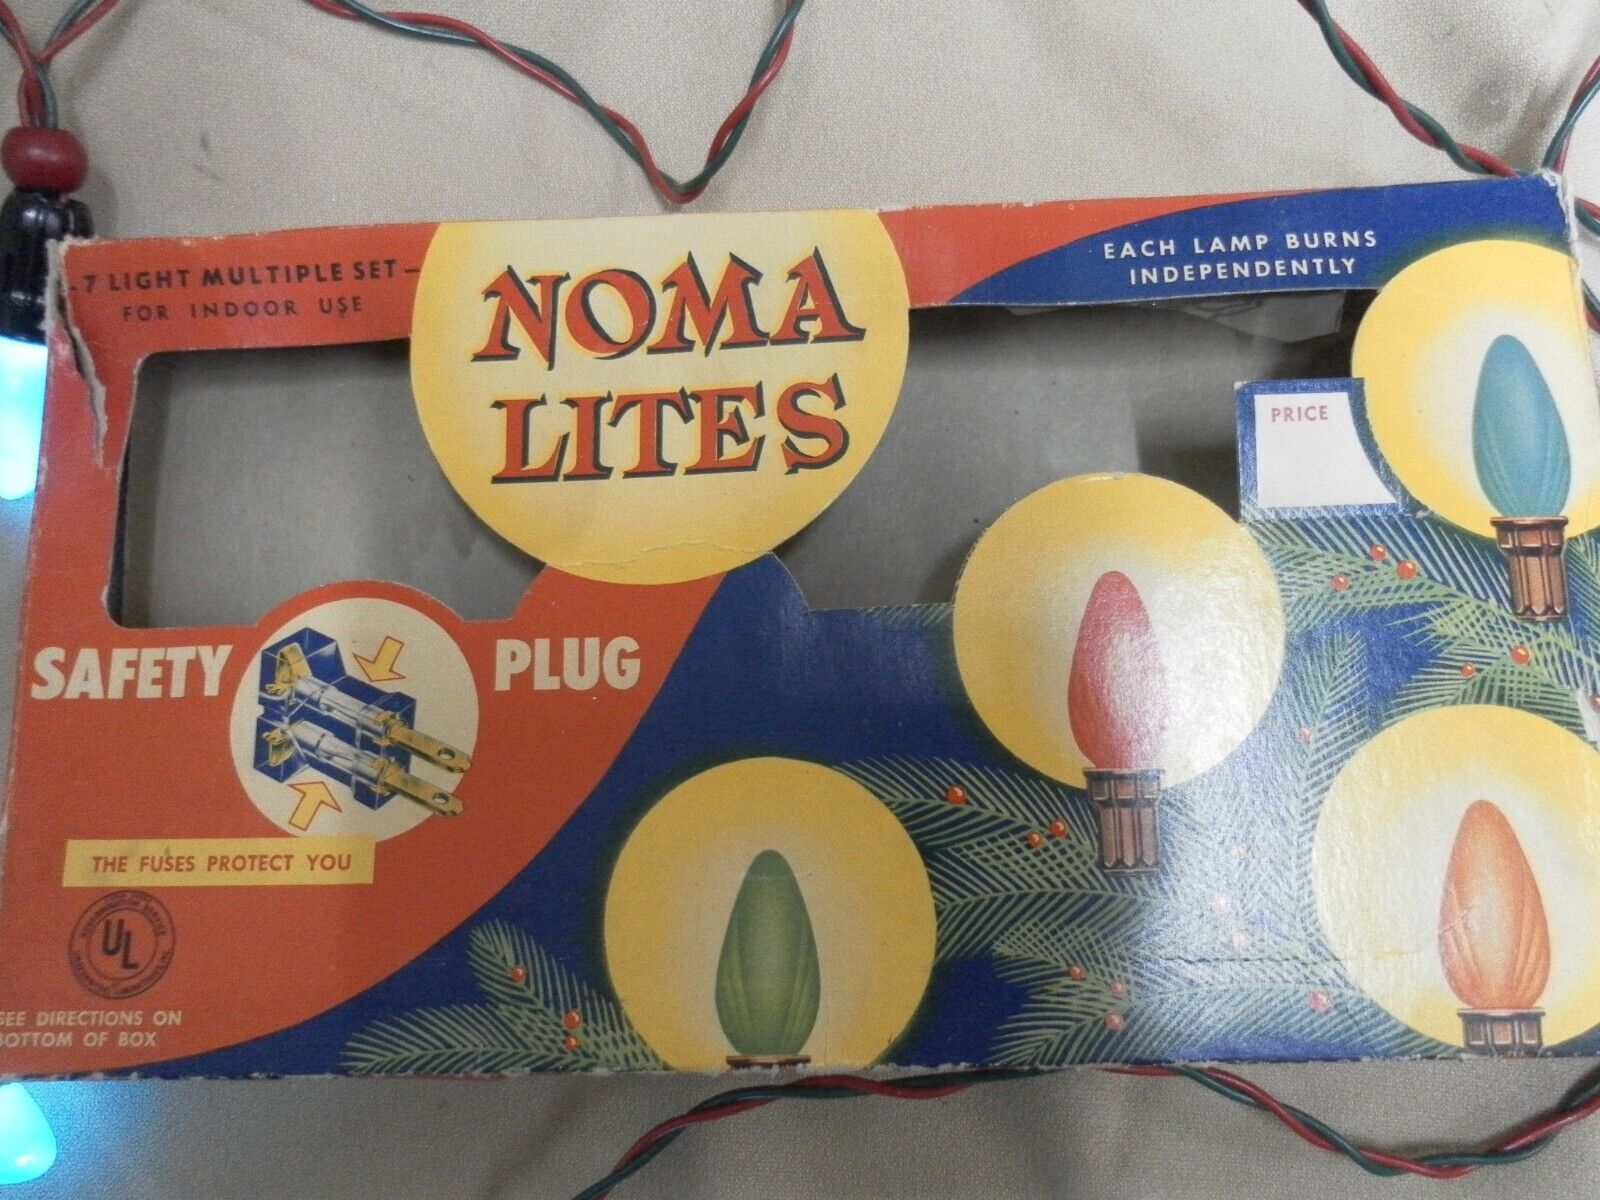 7 LIGHT MULTIPLE SET—
FOR INDOOR USE
NOMA
LITES
EACH LAMP BURNS
INDEPENDENTLY
PRICE
SAFETY PLUG
THE FUSES PROTECT YOU
UL
SEE DIRECTIONS ON
BOTTOM OF BOX